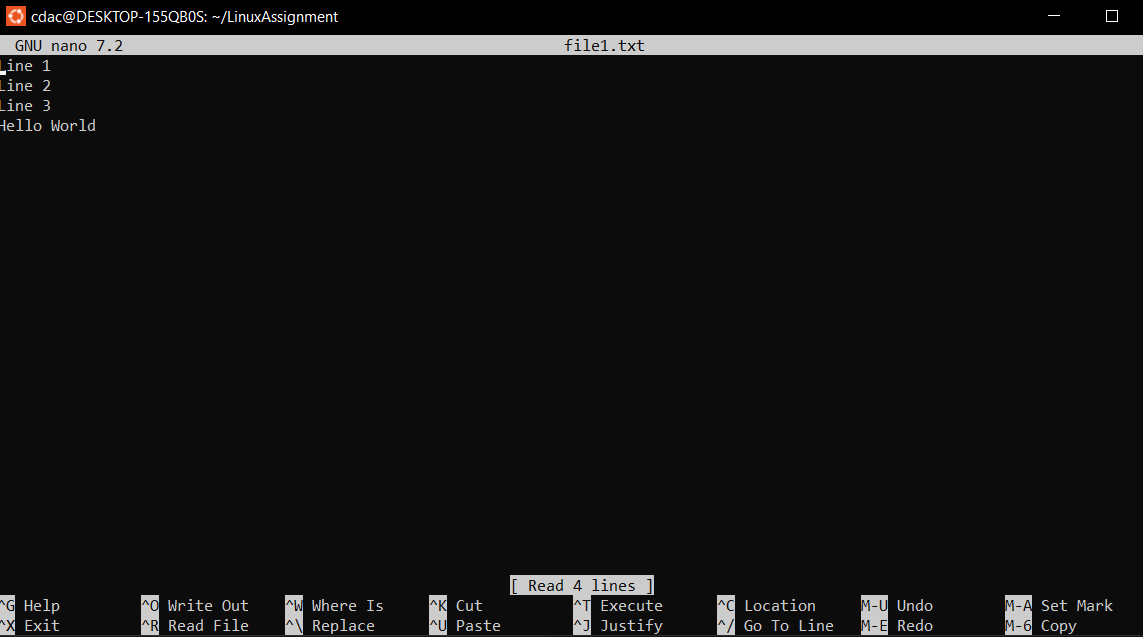 cdac@DESKTOP-155QB0S: ~/LinuxAssignment
GNU nano 7.2 file1.txt
Line 1
Line 2
Line 3
Hello World
[ Read 4 lines ]
^G Help ^O Write Out ^W Where Is ^K Cut ^T Execute ^C Location M-U Undo M-A Set Mark
^X Exit ^R Read File ^\ Replace ^U Paste ^J Justify ^/ Go To Line M-E Redo M-6 Copy